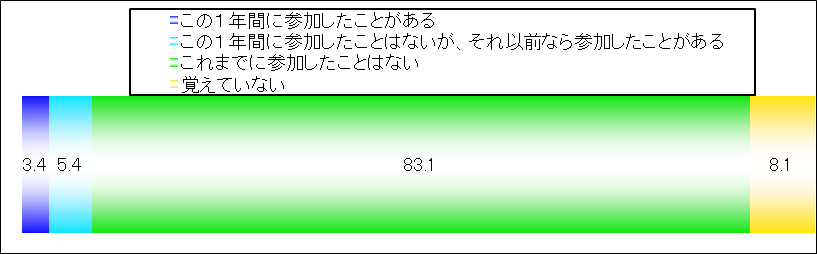 この１年間に参加したことがある
この１年間に参加したことはないが、それ以前なら参加したことがある
これまでに参加したことはない
覚えていない
3.4 5.4 83.1 8.1